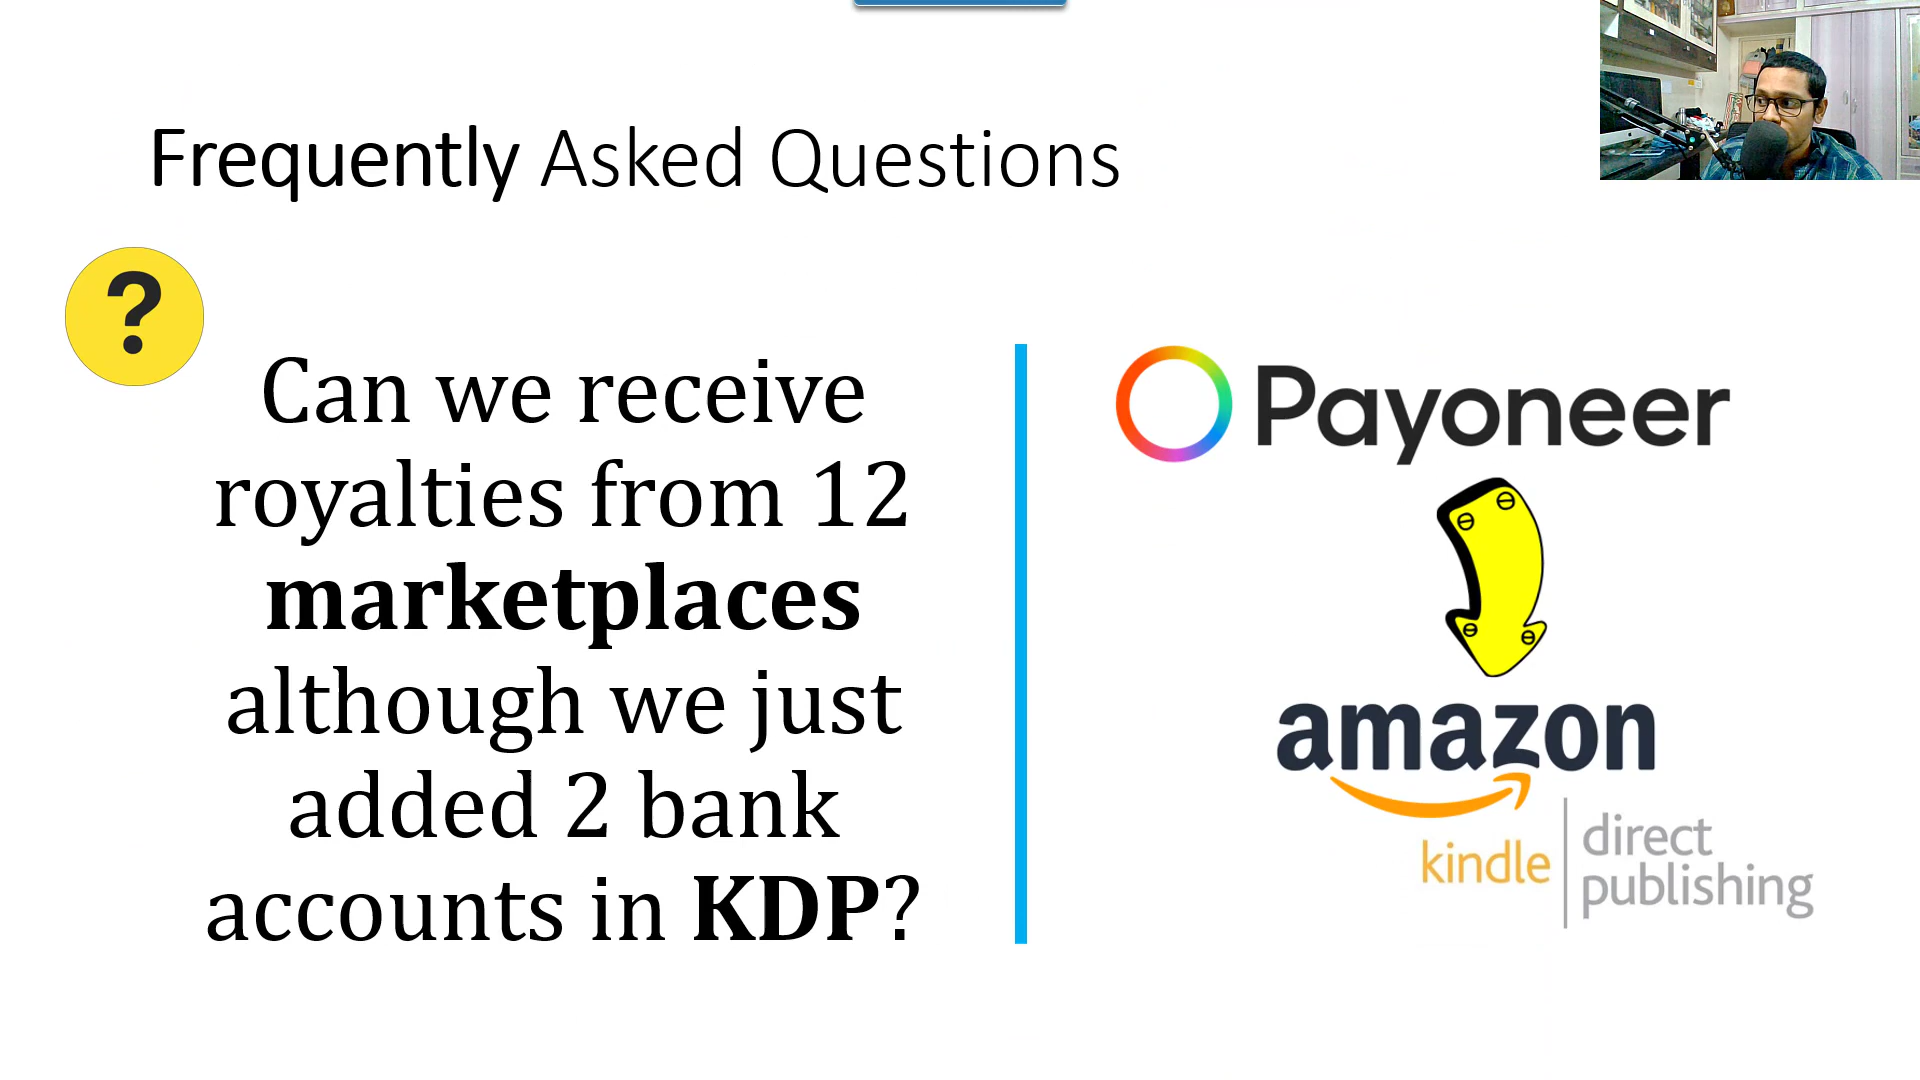 Frequently Asked Questions
?
Can we receive
royalties from 12
marketplaces
although we just
added 2 bank
accounts in KDP?
Payoneer
amazon
kindle direct
publishing